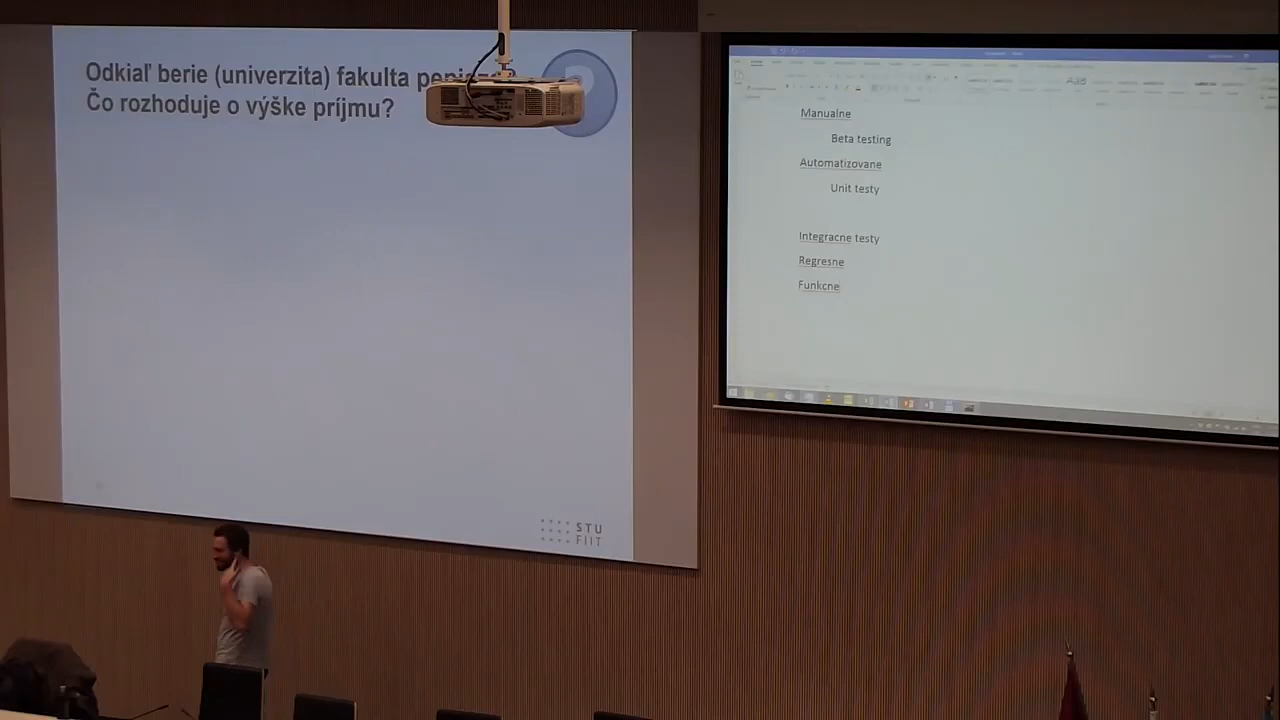 Odkiaľ berie (univerzita) fakulta
Čo rozhoduje o výške príjmu?
STU
FIIT
Manualne
Beta testing
Automatizovane
Unit testy
Integracne testy
Regresne
Funkcne